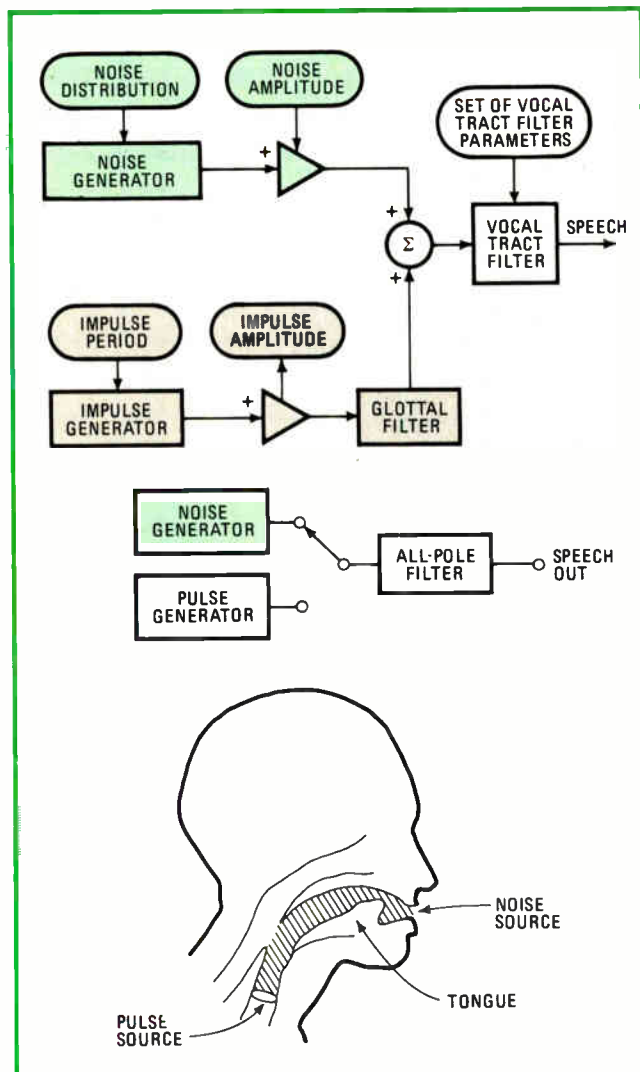 NOISE
DISTRIBUTION
NOISE
AMPLITUDE
SET OF VOCAL
TRACT FILTER
PARAMETERS
NOISE
GENERATOR
+
+
Σ
+
VOCAL
TRACT
FILTER
SPEECH
IMPULSE
PERIOD
IMPULSE
AMPLITUDE
IMPULSE
GENERATOR
+
GLOTTAL
FILTER
NOISE
GENERATOR
PULSE
GENERATOR
ALL-POLE
FILTER
SPEECH
OUT
NOISE
SOURCE
TONGUE
PULSE
SOURCE